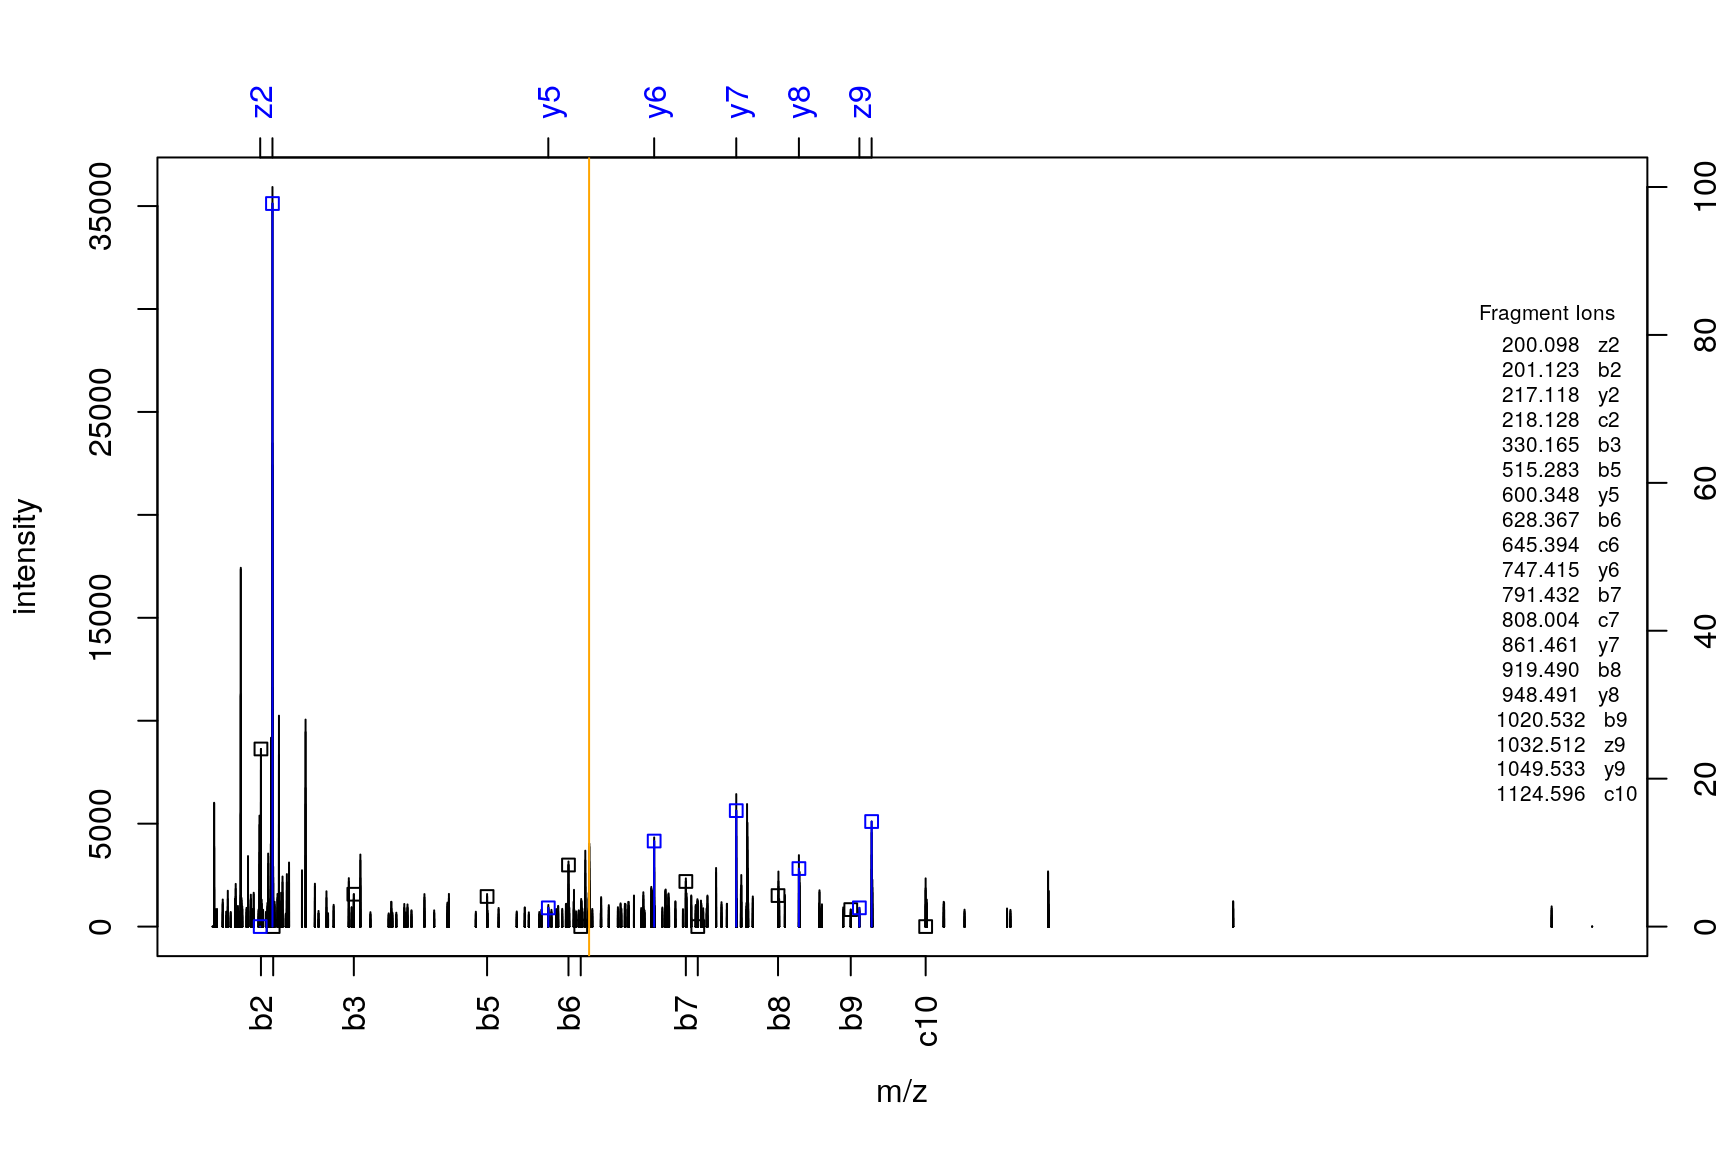 z2 y5 y6 y7 y8 z9
35000
25000
15000
5000
0
intensity
100
80
60
40
20
0
Fragment Ions
200.098 z2
201.123 b2
217.118 y2
218.128 c2
330.165 b3
515.283 b5
600.348 y5
628.367 b6
645.394 c6
747.415 y6
791.432 b7
808.004 c7
861.461 y7
919.490 b8
948.491 y8
1020.532 b9
1032.512 z9
1049.533 y9
1124.596 c10
b2 b3 b5 b6 b7 b8 b9 c10
m/z